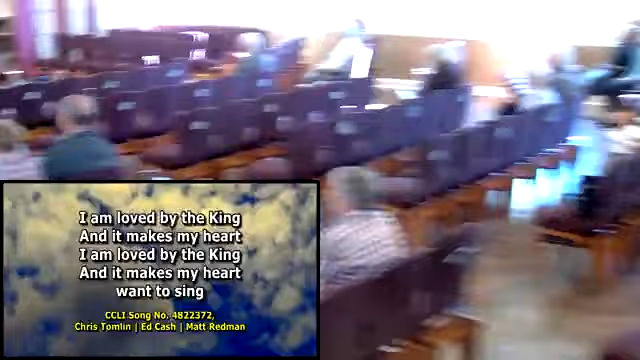 I am loved by the King
And it makes my heart
I am loved by the King
And it makes my heart
want to sing
CCLI Song No. 4822372,
Chris Tomlin | Ed Cash | Matt Redman